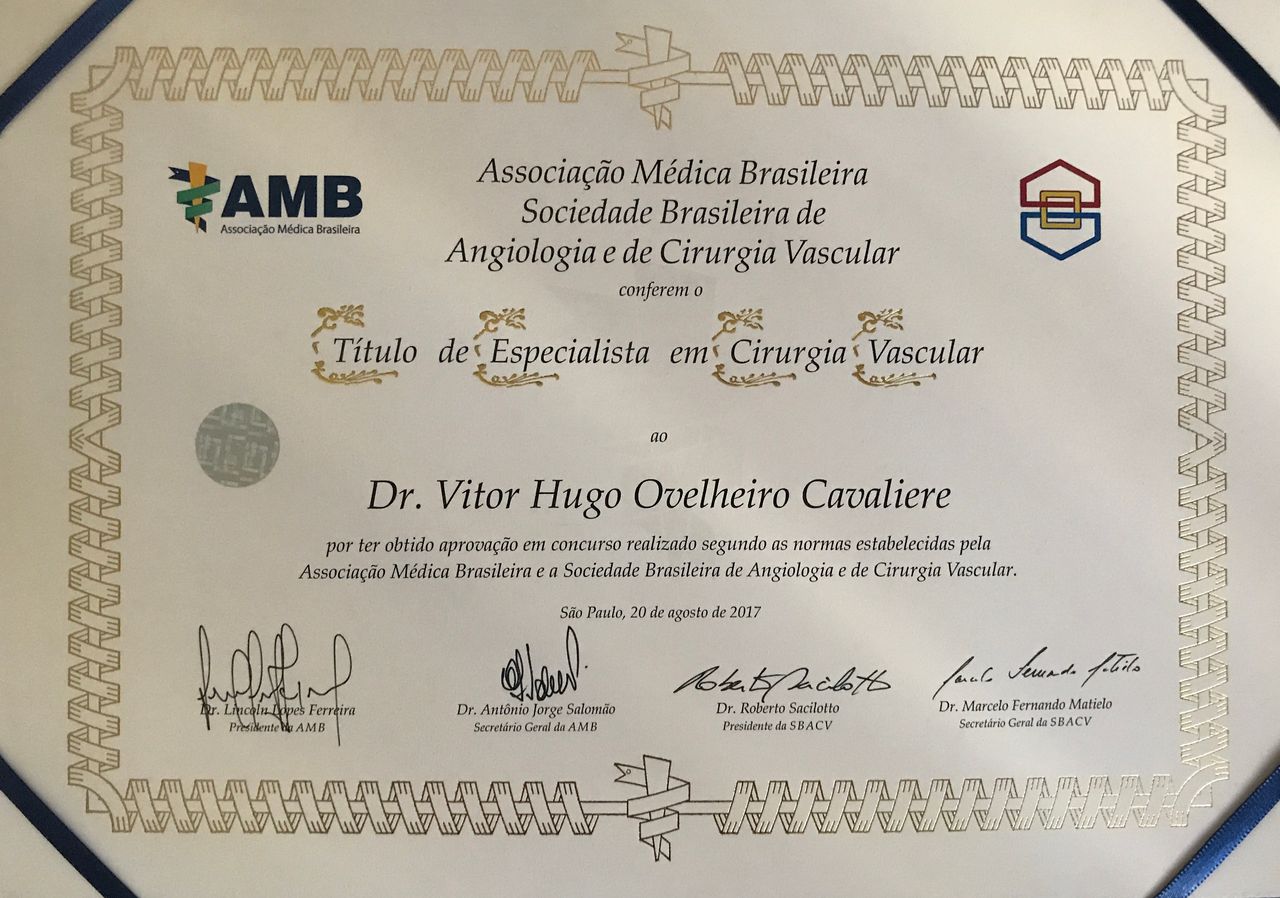 AMB
Associação Médica Brasileira
Associação Médica Brasileira
Sociedade Brasileira de
Angiologia e de Cirurgia Vascular
conferem o
Título de Especialista em Cirurgia Vascular
ao
Dr. Vitor Hugo Ovelheiro Cavaliere
por ter obtido aprovação em concurso realizado segundo as normas estabelecidas pela
Associação Médica Brasileira e a Sociedade Brasileira de Angiologia e de Cirurgia Vascular.
São Paulo, 20 de agosto de 2017
Dr. Lincoln Lopes Ferreira
Presidente da AMB
Dr. Antônio Jorge Salomão
Secretário Geral da AMB
Roberto Sacilotto
Dr. Roberto Sacilotto
Presidente da SBACV
Dr. Marcelo Fernando Matielo
Secretário Geral da SBACV